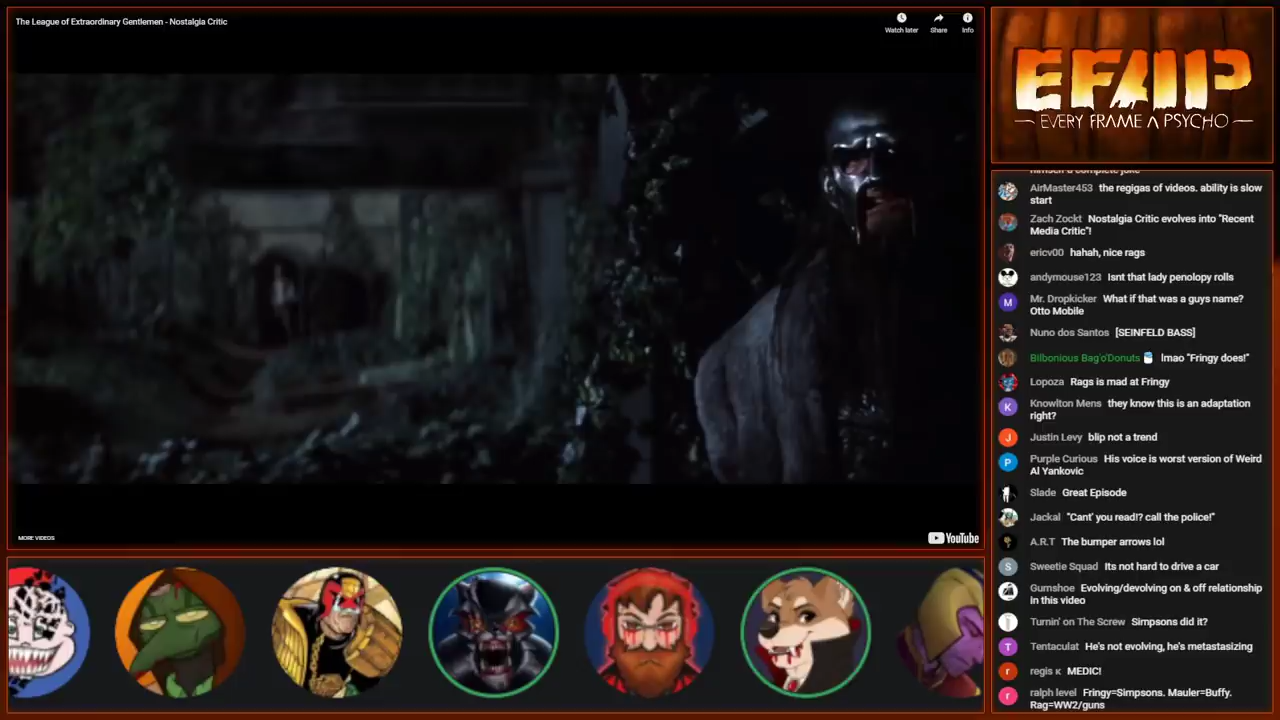 The League of Extraordinary Gentlemen - Nostalgia Critic
Watch later
Share
Info
MORE VIDEOS
YouTube
EFAP
EVERY FRAME A PSYCHO
himself a complete joke
AirMaster453 the regigas of videos. ability is slow
start
Zach Zockt Nostalgia Critic evolves into "Recent
Media Critic"!
ericv00 hahah, nice rags
andymouse123 Isnt that lady penolopy rolls
M
Mr. Dropkicker What if that was a guys name?
Otto Mobile
Nuno dos Santos [SEINFELD BASS]
Bilbonious Bag'o'Donuts lmao "Fringy does!"
Lopoza Rags is mad at Fringy
K
Knowlton Mens they know this is an adaptation
right?
J
Justin Levy blip not a trend
P
Purple Curious His voice is worst version of Weird
Al Yankovic
Slade Great Episode
Jackal "Cant' you read!? call the police!"
A.R.T The bumper arrows lol
S
Sweetie Squad Its not hard to drive a car
Gumshoe Evolving/devolving on & off relationship
in this video
Turnin' on The Screw Simpsons did it?
T
Tentaculat He's not evolving, he's metastasizing
r
regis κ MEDIC!
r
ralph level Fringy=Simpsons. Mauler=Buffy.
Rag=WW2/guns